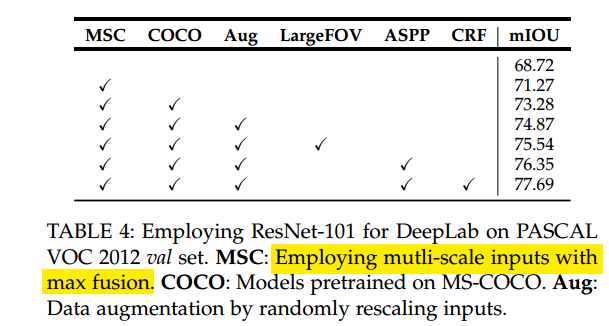 MSC COCO Aug LargeFOV ASPP CRF mIOU
68.72
✓ 71.27
✓ ✓ 73.28
✓ ✓ ✓ 74.87
✓ ✓ ✓ ✓ 75.54
✓ ✓ ✓ ✓ 76.35
✓ ✓ ✓ ✓ ✓ 77.69
TABLE 4: Employing ResNet-101 for DeepLab on PASCAL
VOC 2012 val set. MSC: Employing mutli-scale inputs with
max fusion. COCO: Models pretrained on MS-COCO. Aug:
Data augmentation by randomly rescaling inputs.